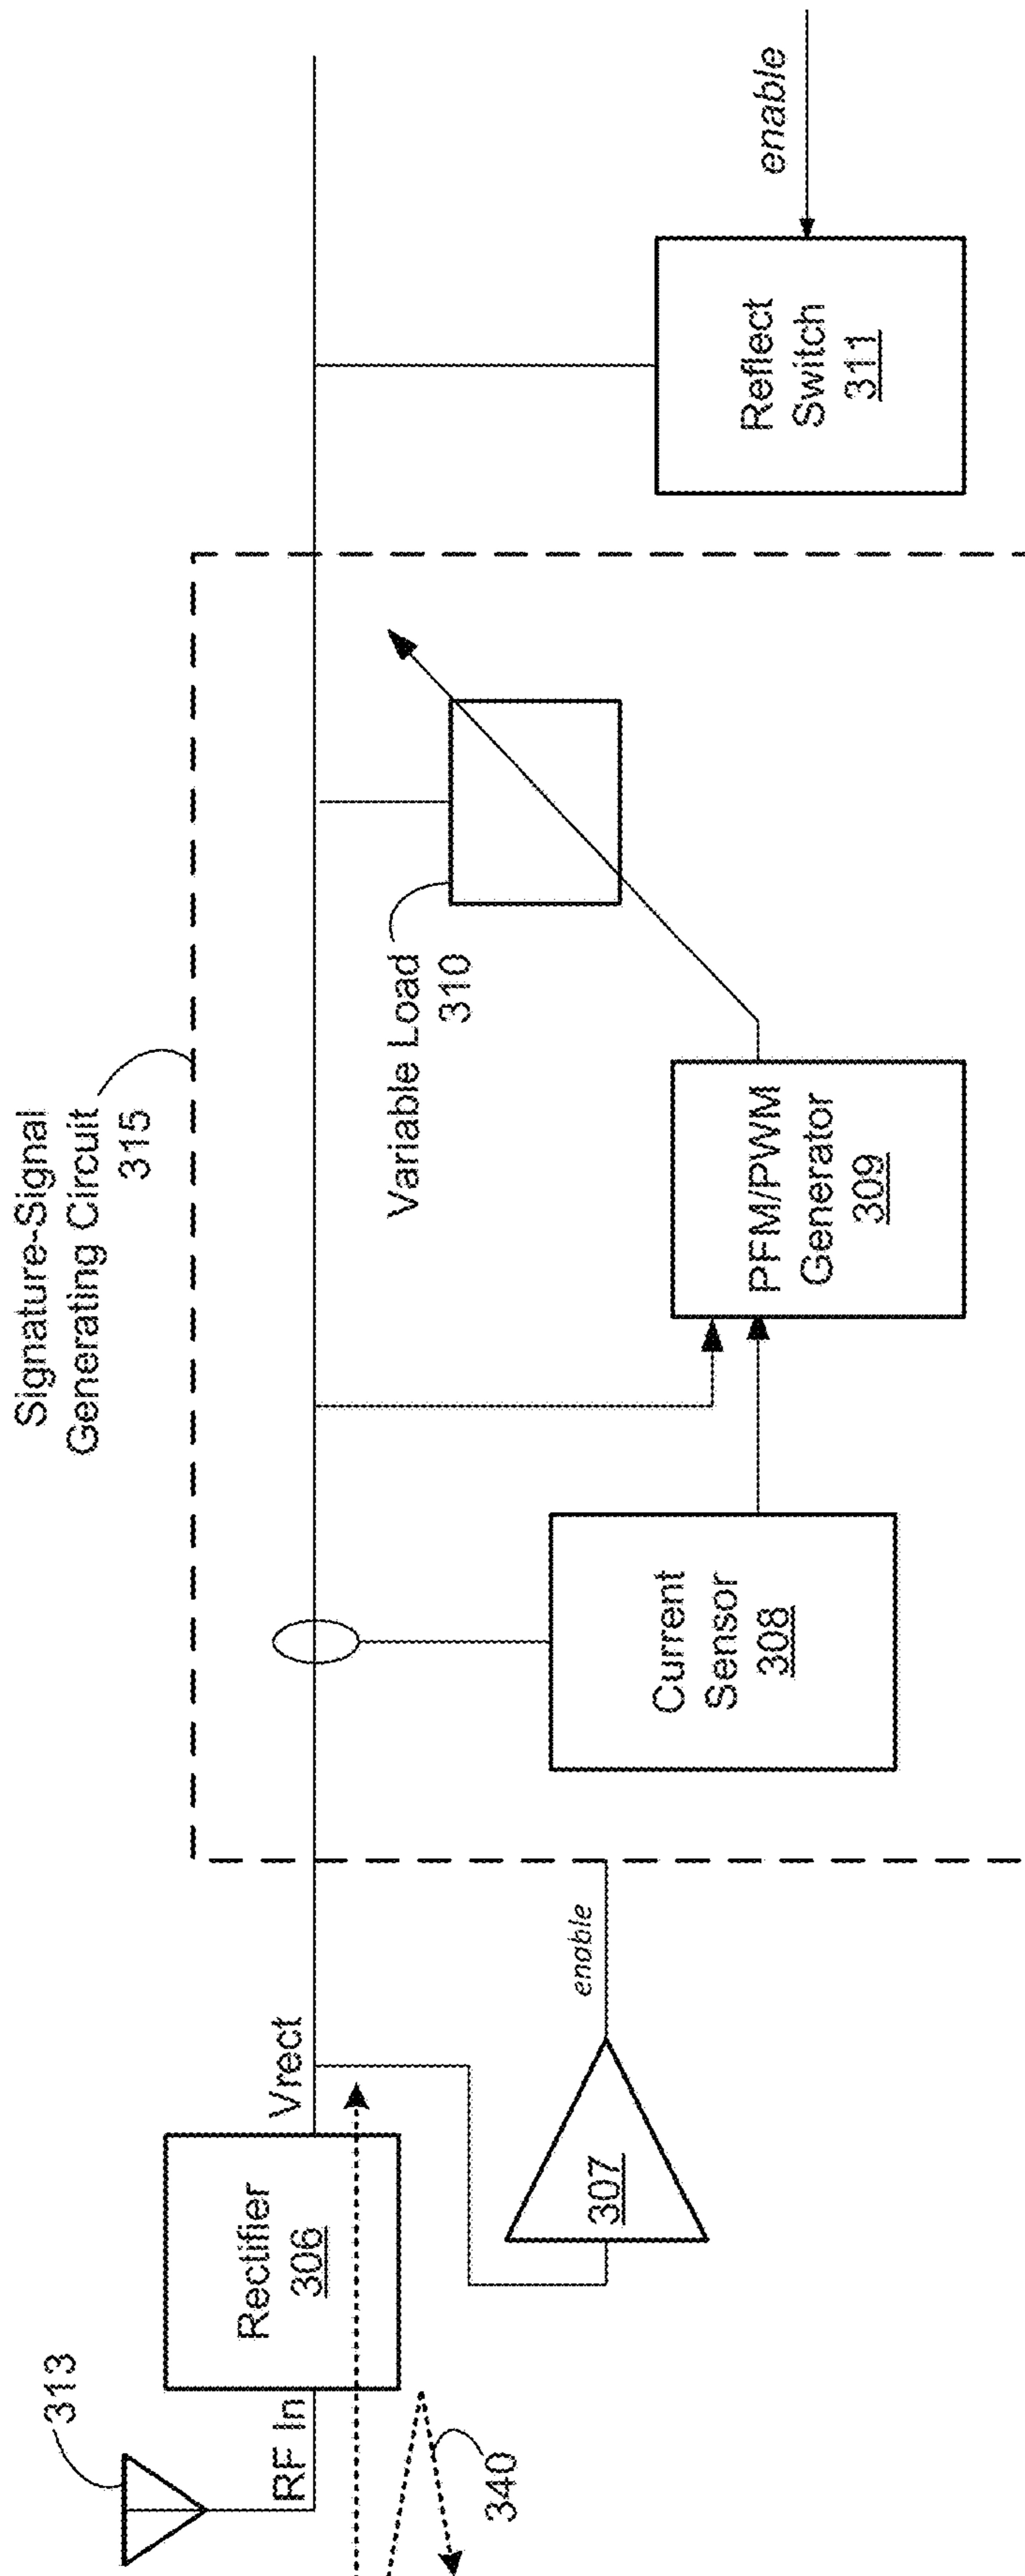 Signature-Signal
Generating Circuit
315
313
RF In
Rectifier
306
Vrect
340
307
enable
Current
Sensor
308
PFM/PWM
Generator
309
Variable Load
310
Reflect
Switch
311
enable